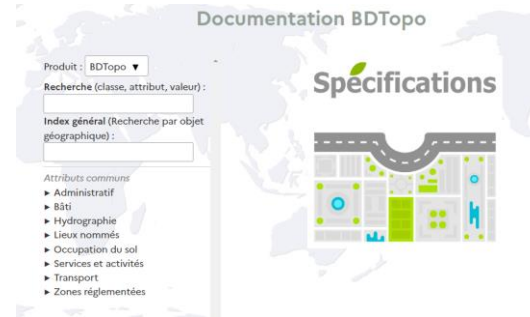 Documentation BDTopo
Produit : BDTopo ▼
Recherche (classe, attribut, valeur) :
Index général (Recherche par objet
géographique) :
Attributs communs
► Administratif
► Bâti
► Hydrographie
► Lieux nommés
► Occupation du sol
► Services et activités
► Transport
► Zones réglementées
Spécifications